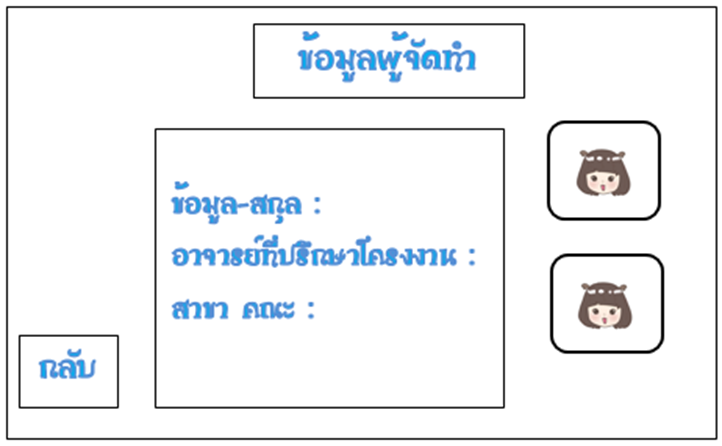 ข้อมูลผู้จัดทำ
ข้อมูล-สกุล :
อาจารย์ที่ปรึกษาโครงงาน :
สาขา คณะ :
กลับ